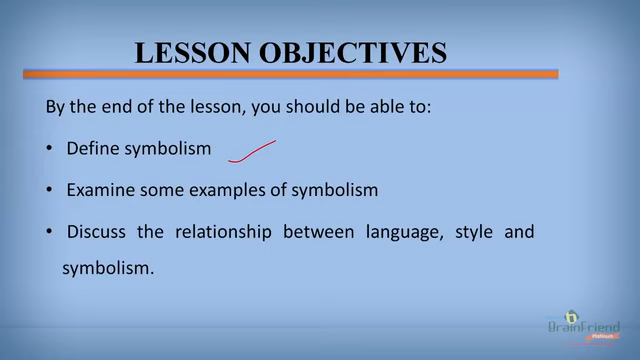 LESSON OBJECTIVES
By the end of the lesson, you should be able to:
• Define symbolism
• Examine some examples of symbolism
• Discuss the relationship between language, style and
symbolism.
BrainFriend
Platinum